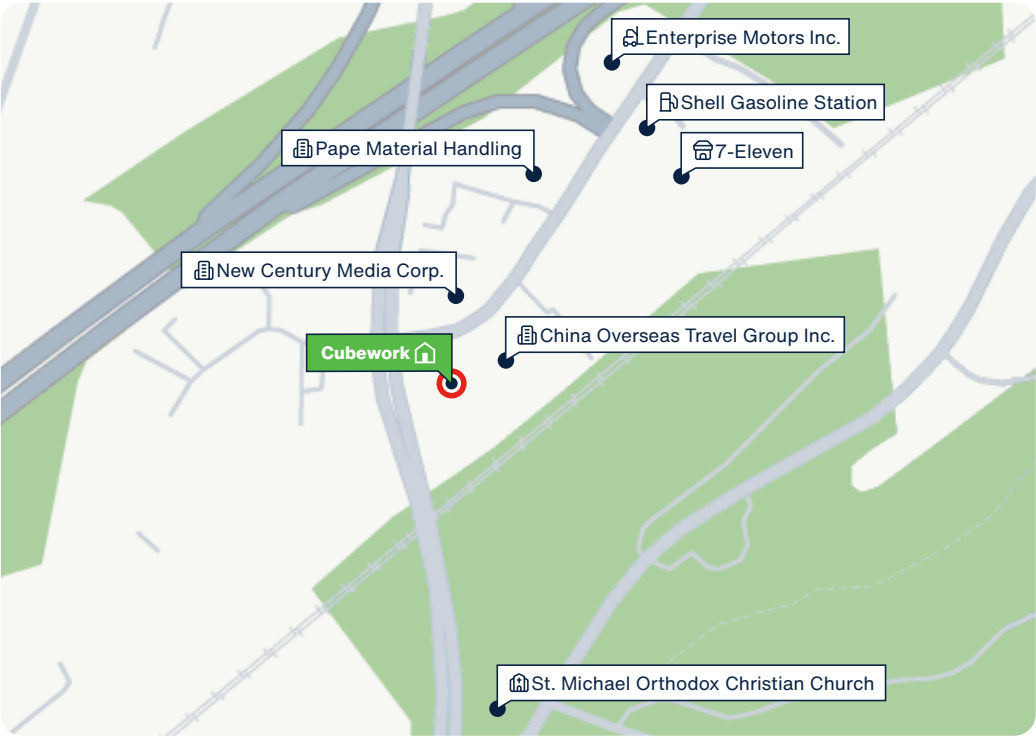 Enterprise Motors Inc.
Shell Gasoline Station
Pape Material Handling
7-Eleven
New Century Media Corp.
China Overseas Travel Group Inc.
Cubework
St. Michael Orthodox Christian Church